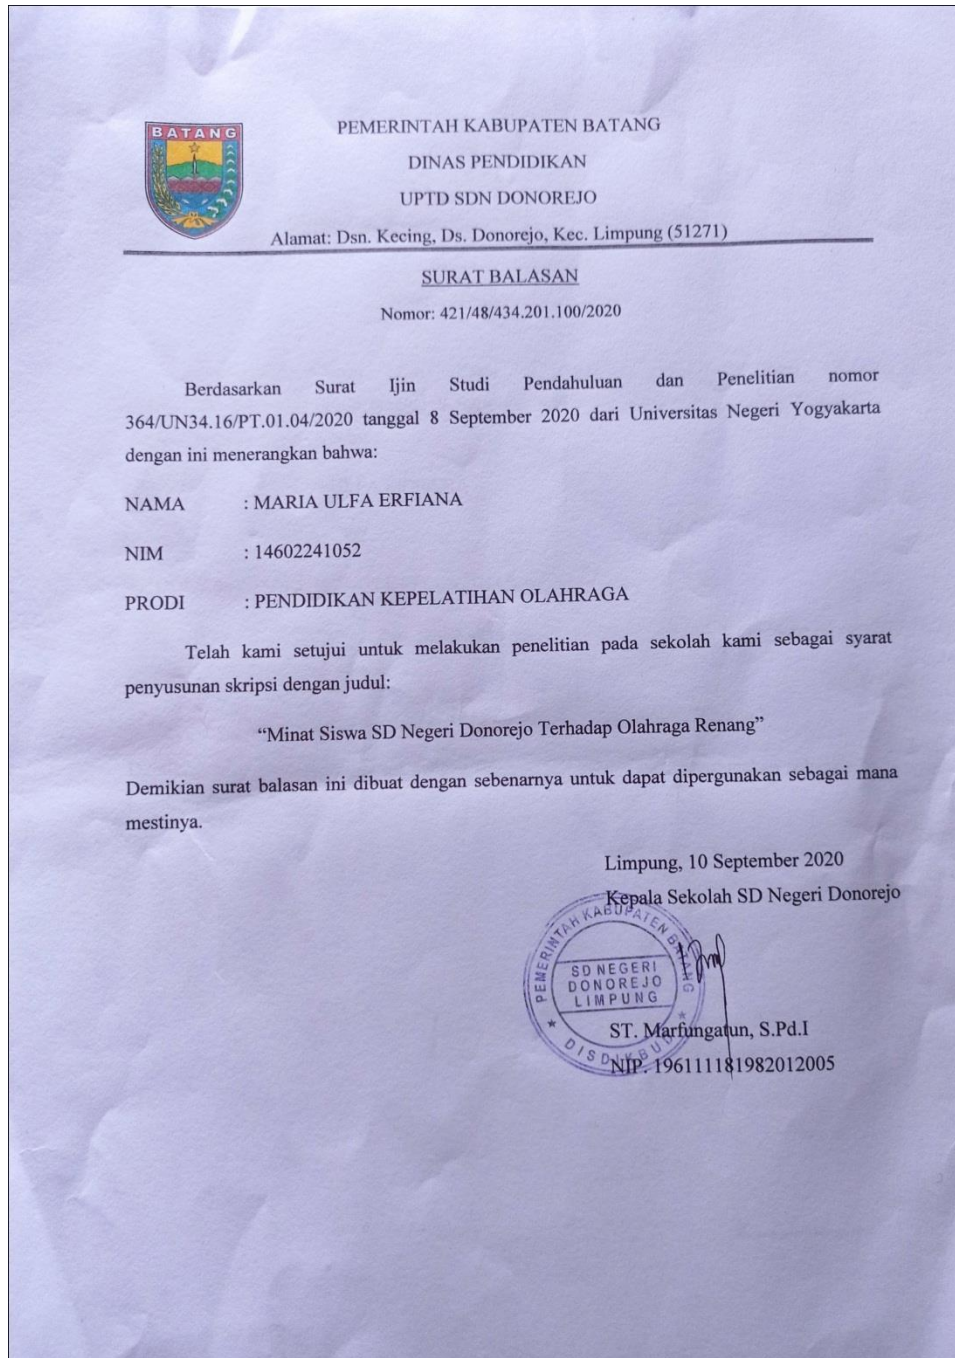 BATANG
PEMERINTAH KABUPATEN BATANG
DINAS PENDIDIKAN
UPTD SDN DONOREJO
Alamat: Dsn. Kecing, Ds. Donorejo, Kec. Limpung (51271)
SURAT BALASAN
Nomor: 421/48/434.201.100/2020
Berdasarkan Surat Ijin Studi Pendahuluan dan Penelitian nomor
364/UN34.16/PT.01.04/2020 tanggal 8 September 2020 dari Universitas Negeri Yogyakarta
dengan ini menerangkan bahwa:
NAMA : MARIA ULFA ERFIANA
NIM : 14602241052
PRODI : PENDIDIKAN KEPELATIHAN OLAHRAGA
Telah kami setujui untuk melakukan penelitian pada sekolah kami sebagai syarat
penyusunan skripsi dengan judul:
“Minat Siswa SD Negeri Donorejo Terhadap Olahraga Renang”
Demikian surat balasan ini dibuat dengan sebenarnya untuk dapat dipergunakan sebagai mana
mestinya.
Limpung, 10 September 2020
Kepala Sekolah SD Negeri Donorejo
PEMERINTAH KABUPATEN BATANG
SD NEGERI
DONOREJO
LIMPUNG
DISDIKBUD
ST. Marfungatun, S.Pd.I
NIP. 196111181982012005